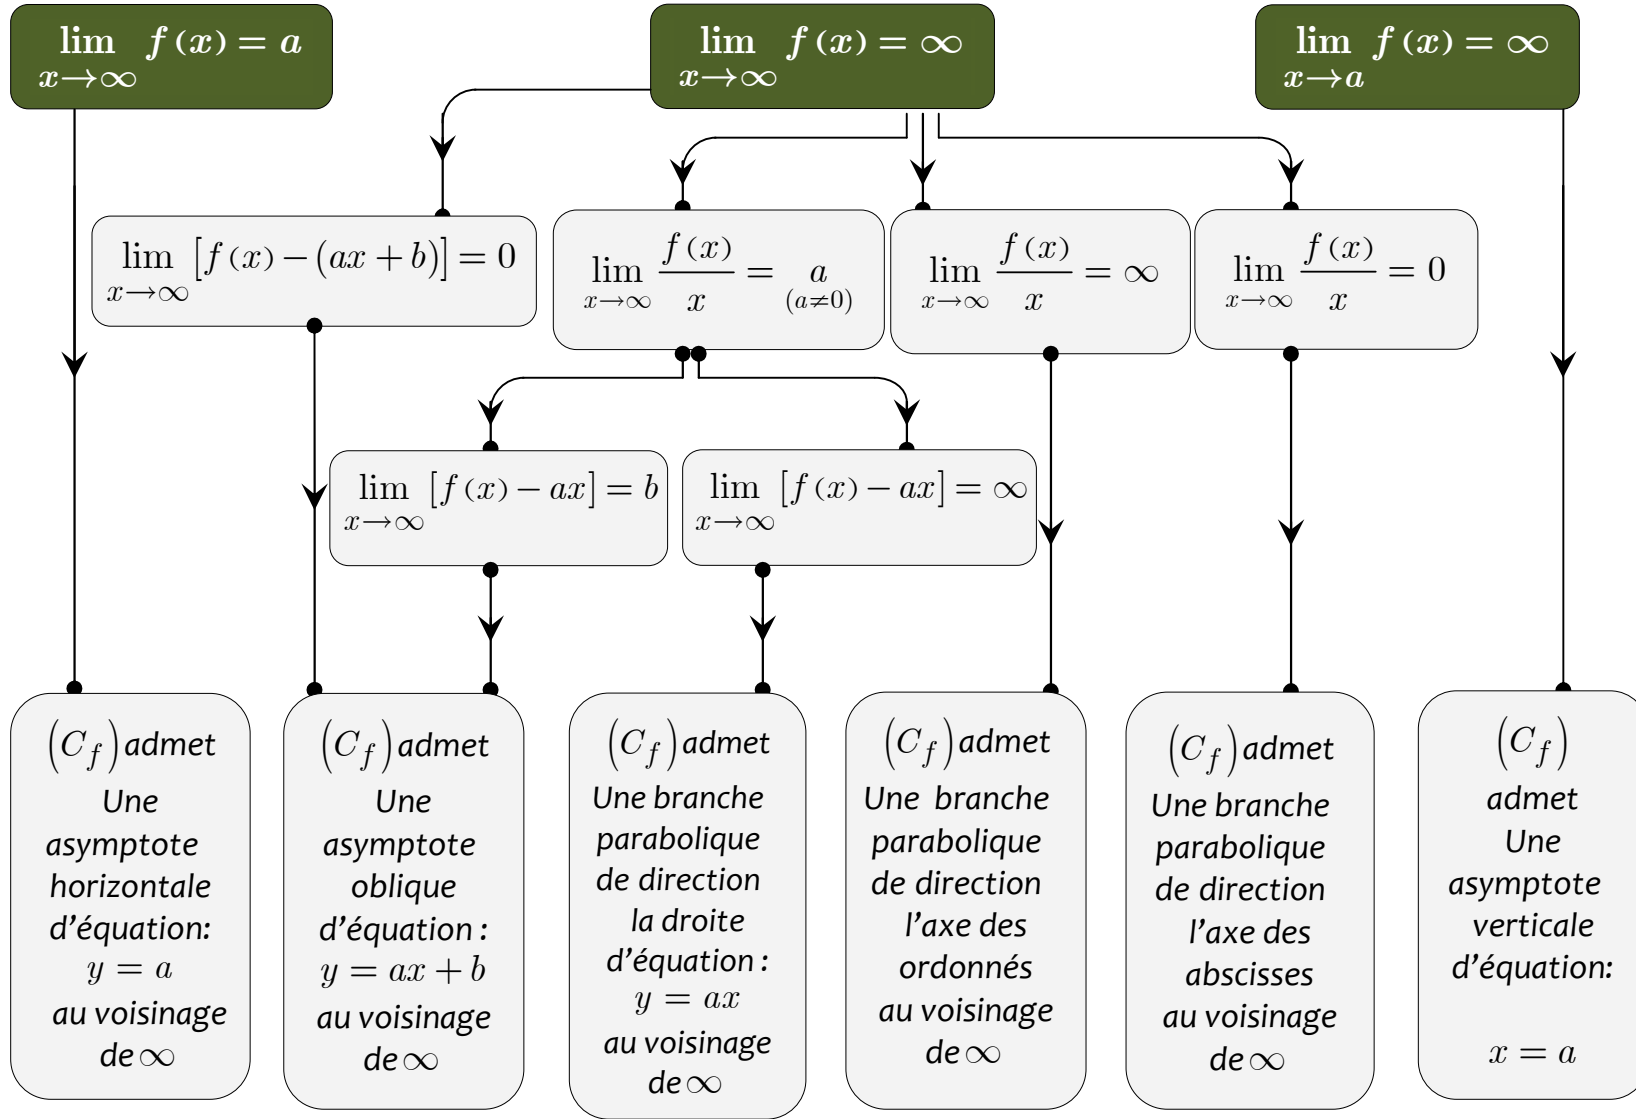 lim f(x) = a
x→∞
lim f(x) = ∞
x→∞
lim f(x) = ∞
x→a
lim [f(x) − (ax + b)] = 0
x→∞
lim f(x)/x = a
x→∞ (a≠0)
lim f(x)/x = ∞
x→∞
lim f(x)/x = 0
x→∞
lim [f(x) − ax] = b
x→∞
lim [f(x) − ax] = ∞
x→∞
(C_f) admet
Une
asymptote
horizontale
d’équation:
y = a
au voisinage
de ∞
(C_f) admet
Une
asymptote
oblique
d’équation :
y = ax + b
au voisinage
de ∞
(C_f) admet
Une branche
parabolique
de direction
la droite
d’équation :
y = ax
au voisinage
de ∞
(C_f) admet
Une branche
parabolique
de direction
l’axe des
ordonnés
au voisinage
de ∞
(C_f) admet
Une branche
parabolique
de direction
l’axe des
abscisses
au voisinage
de ∞
(C_f)
admet
Une
asymptote
verticale
d’équation:
x = a